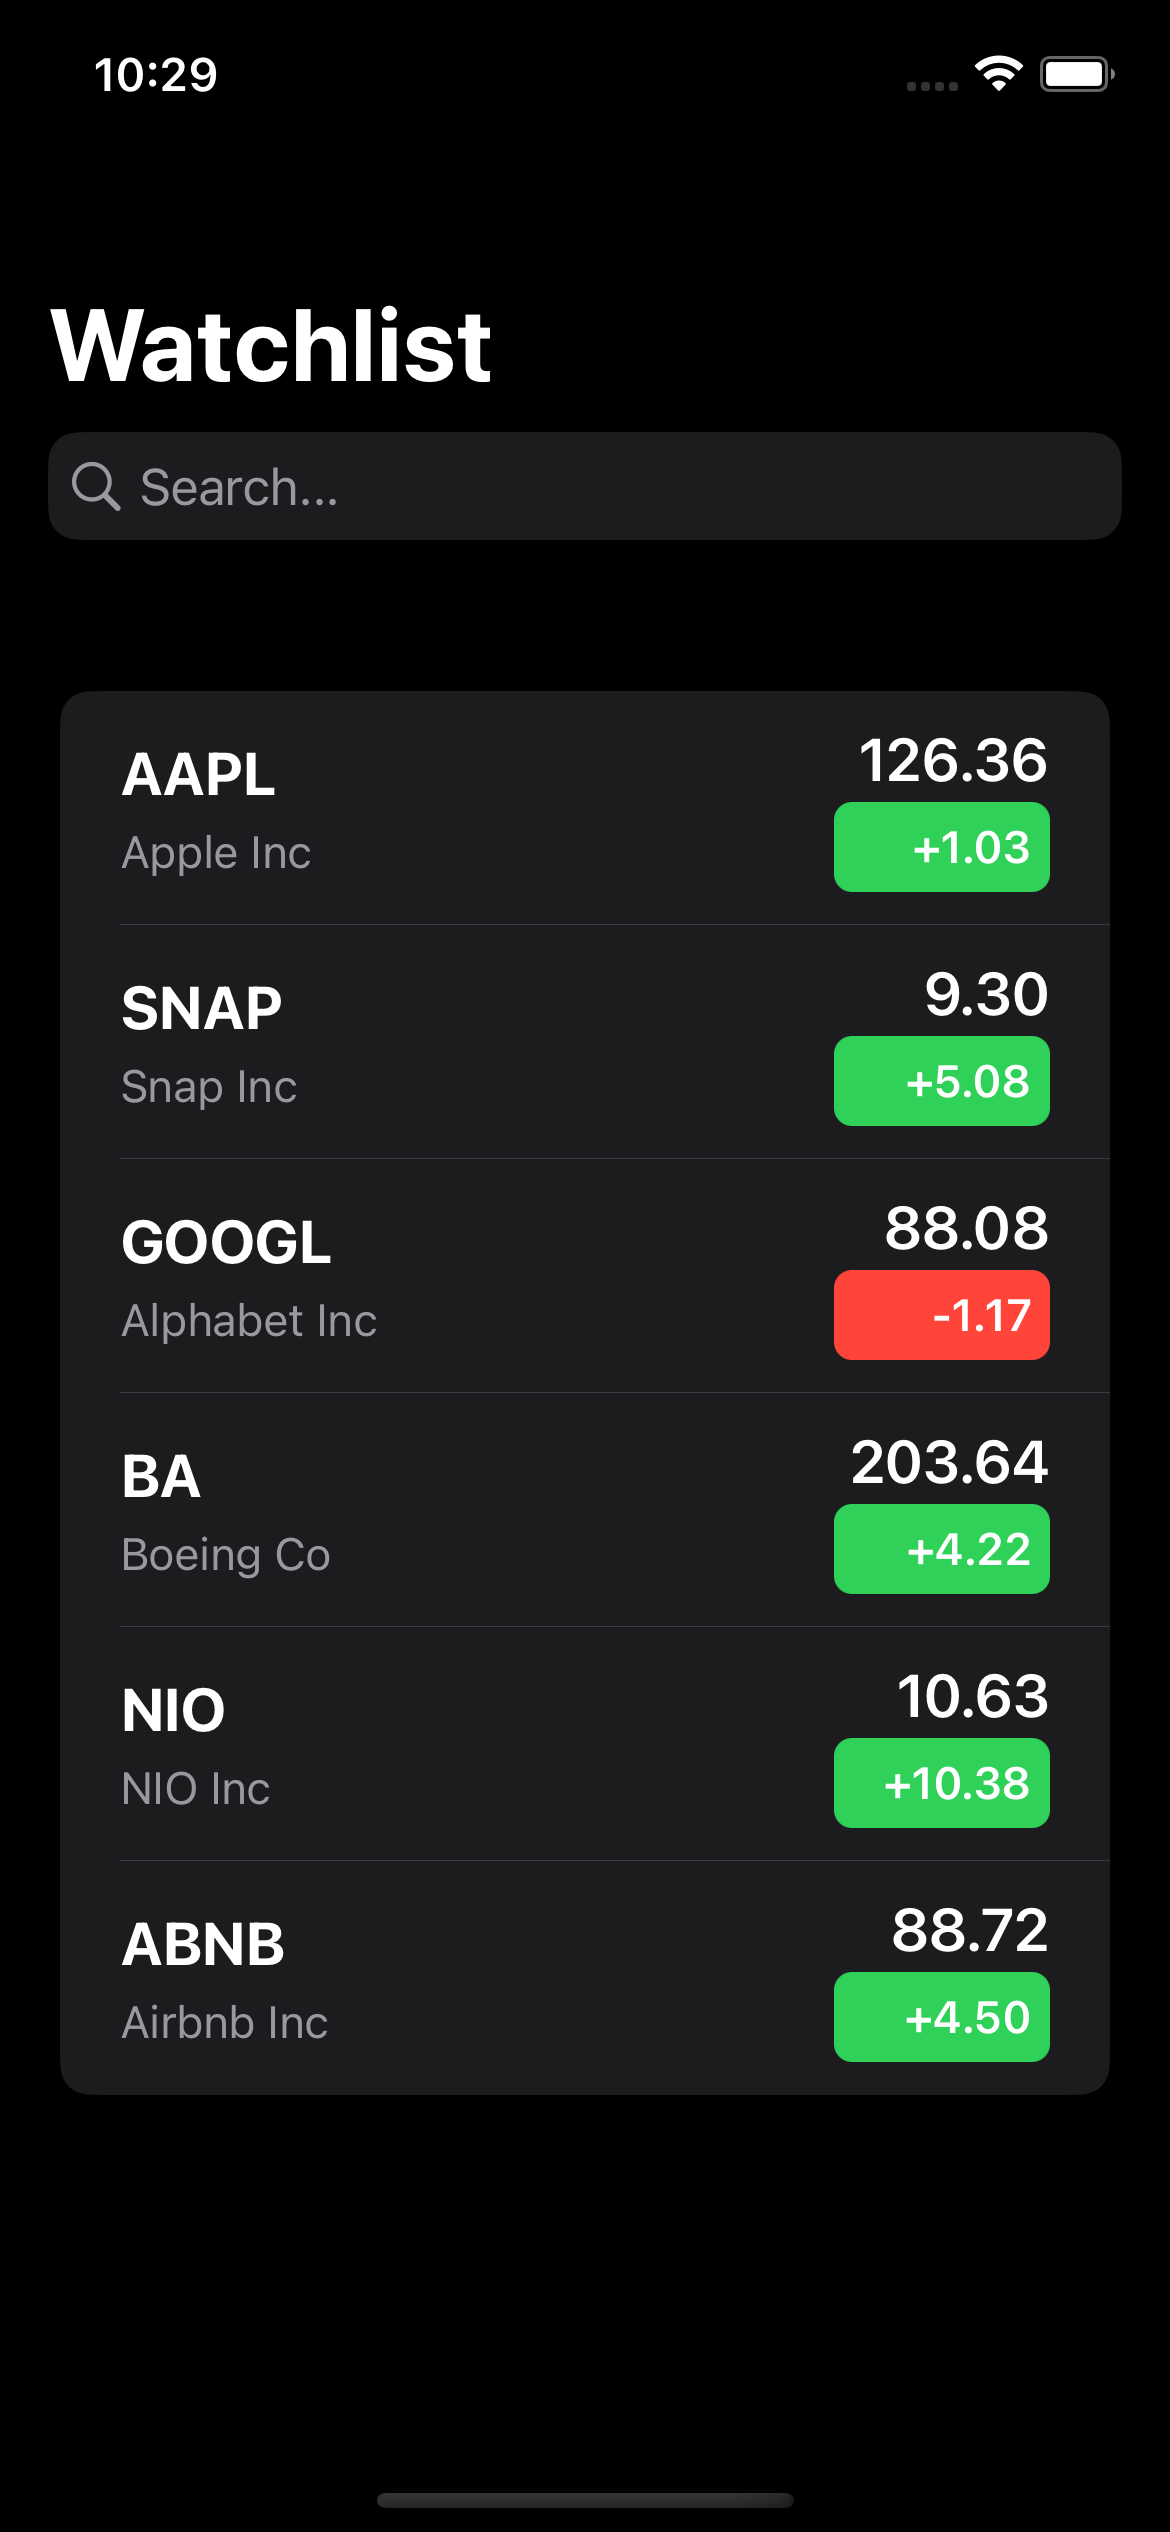 10:29
Watchlist
Search...
AAPL
126.36
Apple Inc
+1.03
SNAP
9.30
Snap Inc
+5.08
GOOGL
88.08
Alphabet Inc
-1.17
BA
203.64
Boeing Co
+4.22
NIO
10.63
NIO Inc
+10.38
ABNB
88.72
Airbnb Inc
+4.50